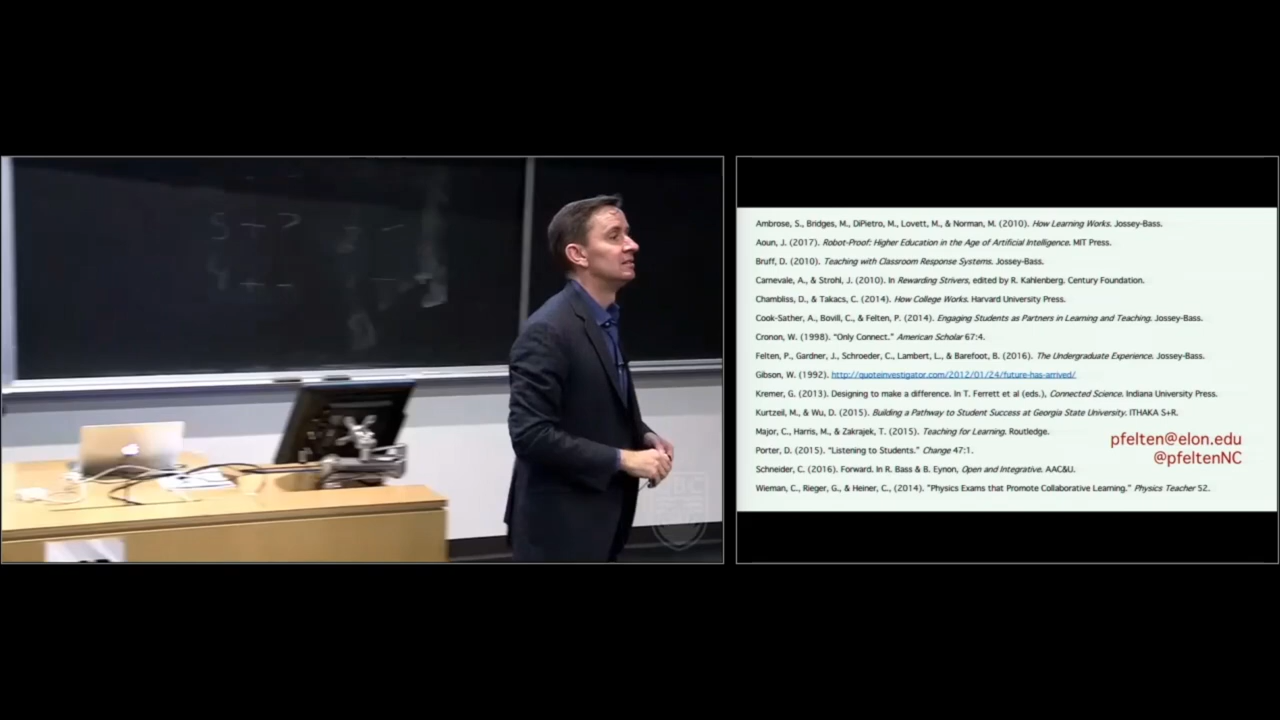 5 + ?
UBC
Ambrose, S., Bridges, M., DiPietro, M., Lovett, M., & Norman, M. (2010). How Learning Works. Jossey-Bass.
Aoun, J. (2017). Robot-Proof: Higher Education in the Age of Artificial Intelligence. MIT Press.
Bruff, D. (2010). Teaching with Classroom Response Systems. Jossey-Bass.
Carnevale, A., & Strohl, J. (2010). In Rewarding Strivers, edited by R. Kahlenberg. Century Foundation.
Chambliss, D., & Takacs, C. (2014). How College Works. Harvard University Press.
Cook-Sather, A., Bovill, C., & Felten, P. (2014). Engaging Students as Partners in Learning and Teaching. Jossey-Bass.
Cronon, W. (1998). "Only Connect." American Scholar 67:4.
Felten, P., Gardner, J., Schroeder, C., Lambert, L., & Barefoot, B. (2016). The Undergraduate Experience. Jossey-Bass.
Gibson, W. (1992). http://quoteinvestigator.com/2012/01/24/future-has-arrived/
Kremer, G. (2013). Designing to make a difference. In T. Ferrett et al (eds.), Connected Science. Indiana University Press.
Kurtzeil, M., & Wu, D. (2015). Building a Pathway to Student Success at Georgia State University. ITHAKA S+R.
Major, C., Harris, M., & Zakrajek, T. (2015). Teaching for Learning. Routledge.
Porter, D. (2015). "Listening to Students." Change 47:1.
Schneider, C. (2016). Forward. In R. Bass & B. Eynon, Open and Integrative. AAC&U.
Wieman, C., Rieger, G., & Heiner, C., (2014). "Physics Exams that Promote Collaborative Learning." Physics Teacher 52.
pfelten@elon.edu
@pfeltenNC